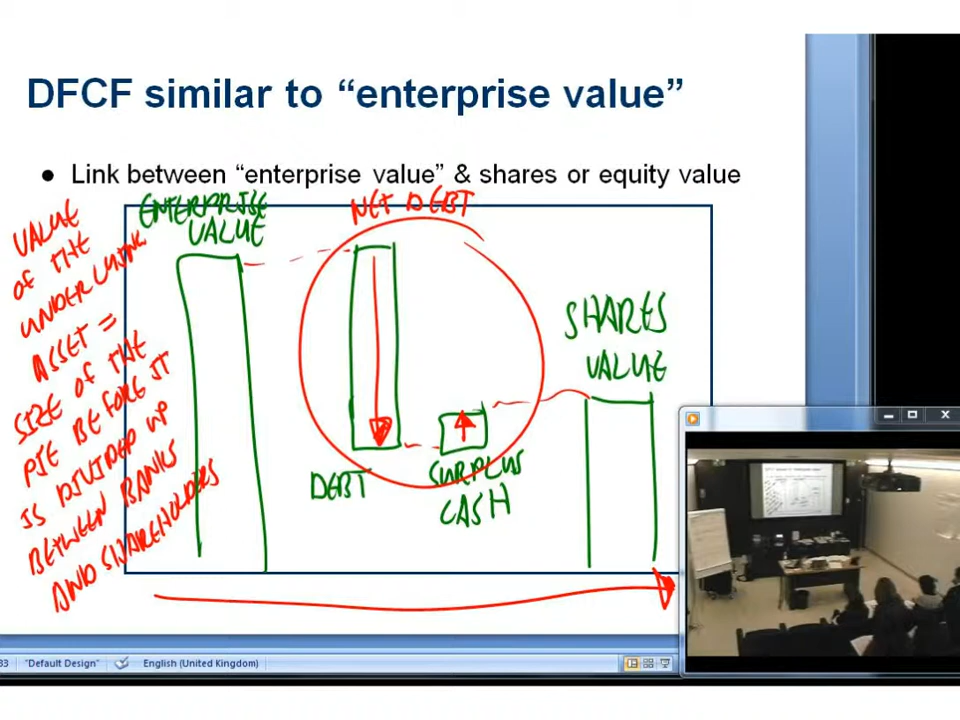 DFCF similar to “enterprise value”
● Link between “enterprise value” & shares or equity value
VALUE
OF THE
UNDERLYING
ASSET =
SIZE OF THE
PIE BEFORE IT
IS DIVIDED UP
BETWEEN BANKS
AND SHAREHOLDERS
ENTERPRISE
VALUE
NET DEBT
DEBT
SURPLUS
CASH
SHARES
VALUE
33 "Default Design" English (United Kingdom)